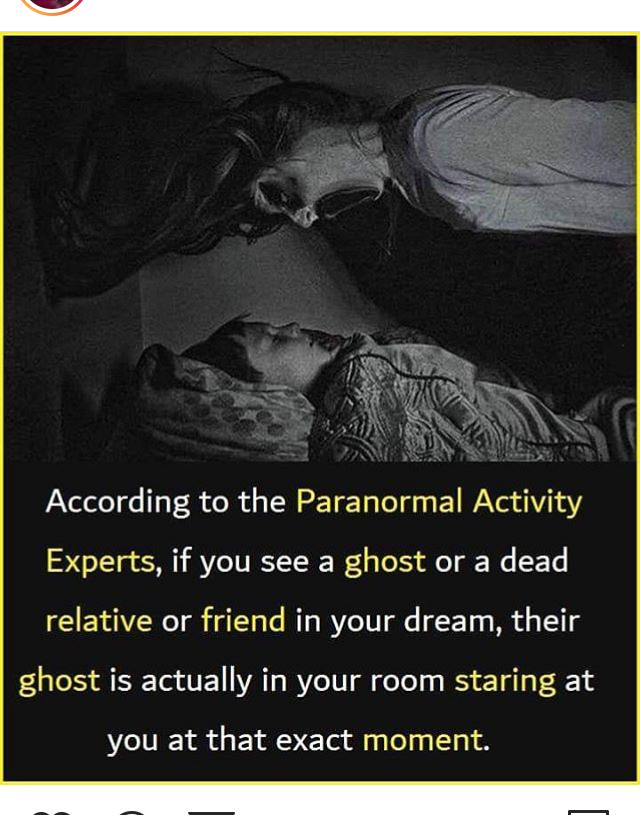 According to the Paranormal Activity
Experts, if you see a ghost or a dead
relative or friend in your dream, their
ghost is actually in your room staring at
you at that exact moment.